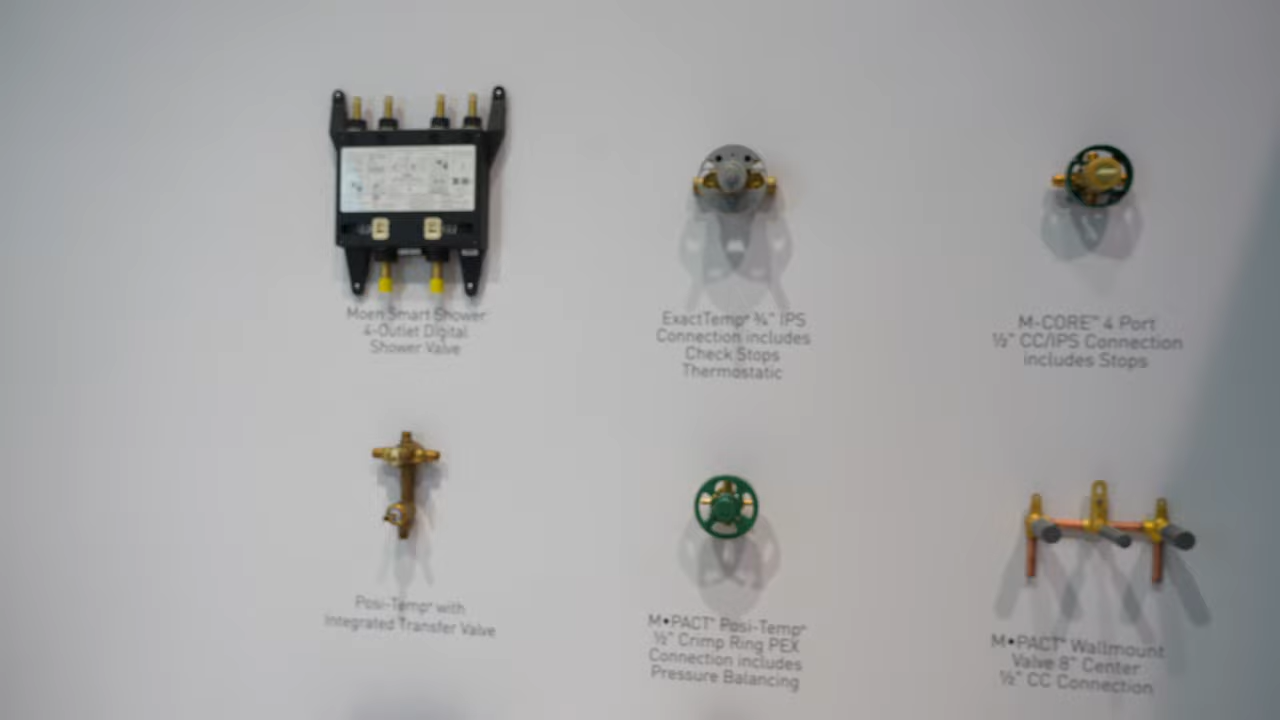 Moen Smart Shower
4-Outlet Digital
Shower Valve
ExactTemp® ¾" IPS
Connection includes
Check Stops
Thermostatic
M-CORE™ 4 Port
½" CC/IPS Connection
includes Stops
Posi-Temp® with
Integrated Transfer Valve
M•PACT® Posi-Temp®
½" Crimp Ring PEX
Connection includes
Pressure Balancing
M•PACT® Wallmount
Valve 8" Center
½" CC Connection